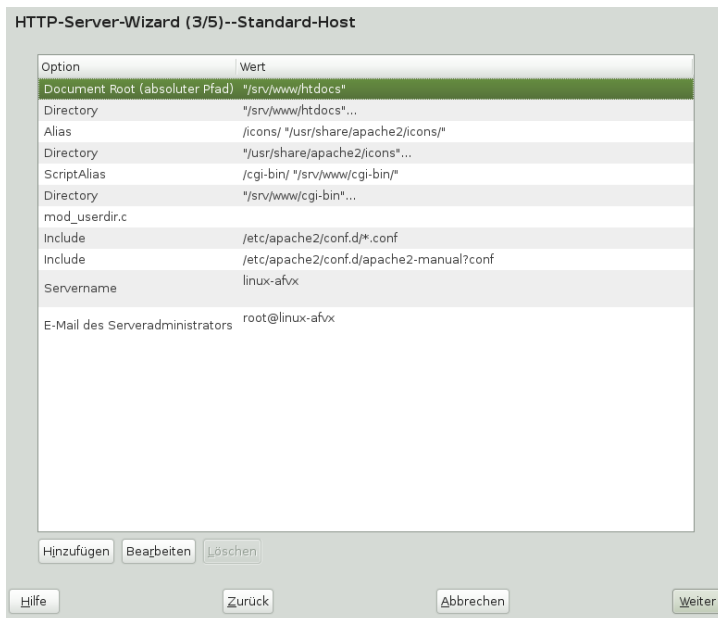 HTTP-Server-Wizard (3/5)--Standard-Host
Option Wert
Document Root (absoluter Pfad) "/srv/www/htdocs"
Directory "/srv/www/htdocs"...
Alias /icons/ "/usr/share/apache2/icons/"
Directory "/usr/share/apache2/icons"...
ScriptAlias /cgi-bin/ "/srv/www/cgi-bin/"
Directory "/srv/www/cgi-bin"...
mod_userdir.c
Include /etc/apache2/conf.d/*.conf
Include /etc/apache2/conf.d/apache2-manual?conf
Servername linux-afvx
E-Mail des Serveradministrators root@linux-afvx
Hinzufügen Bearbeiten Löschen
Hilfe Zurück Abbrechen Weiter